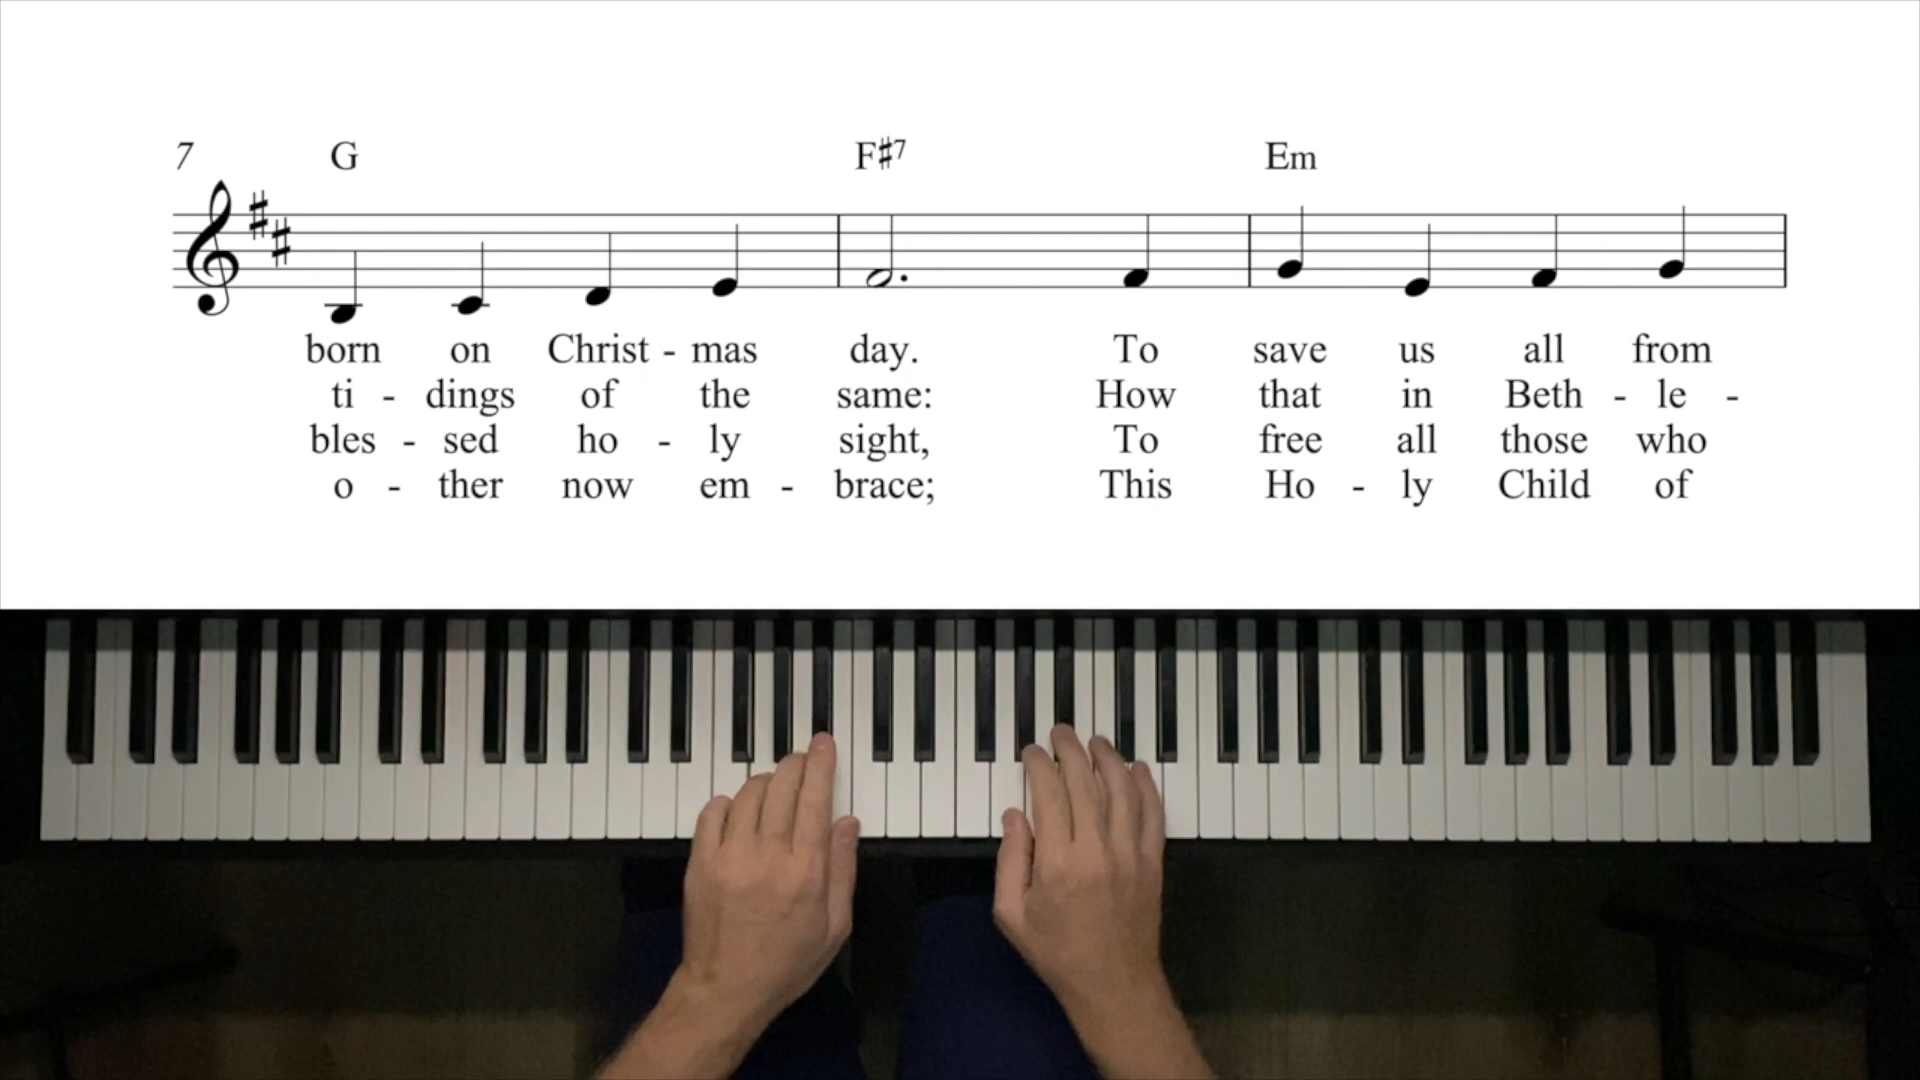 7 G F♯7 Em
born on Christ - mas day. To save us all from
ti - dings of the same: How that in Beth - le -
bles - sed ho - ly sight, To free all those who
o - ther now em - brace; This Ho - ly Child of